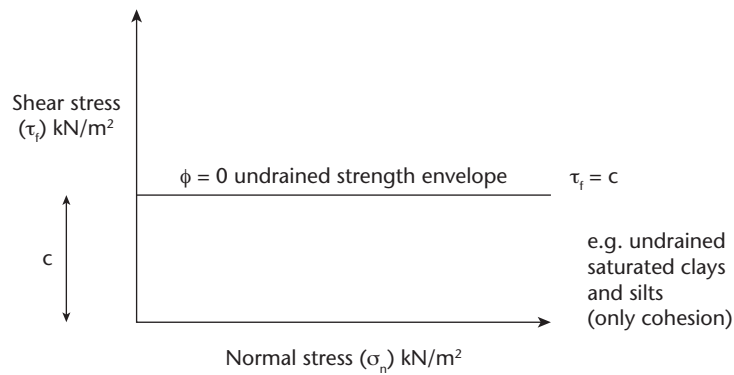 Shear stress
(τf) kN/m²
ϕ = 0 undrained strength envelope
τf = c
c
e.g. undrained
saturated clays
and silts
(only cohesion)
Normal stress (σn) kN/m²